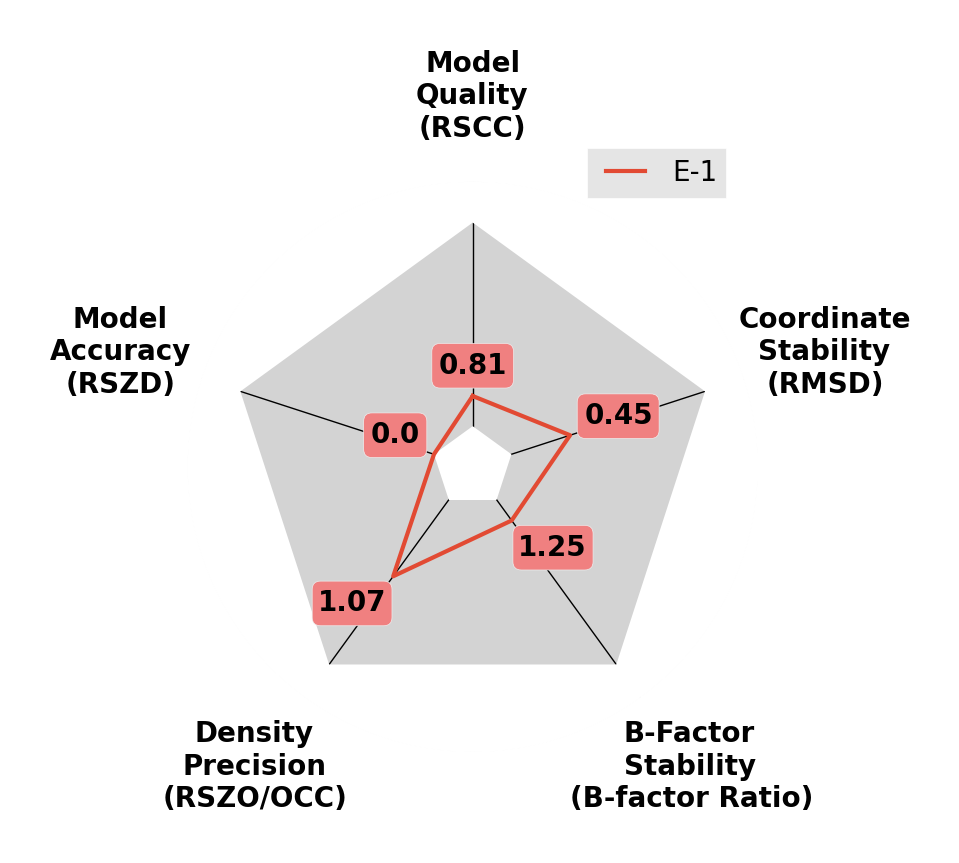 Model
Quality
(RSCC)
E-1
Model
Accuracy
(RSZD)
Coordinate
Stability
(RMSD)
0.81
0.45
0.0
1.25
1.07
Density
Precision
(RSZO/OCC)
B-Factor
Stability
(B-factor Ratio)